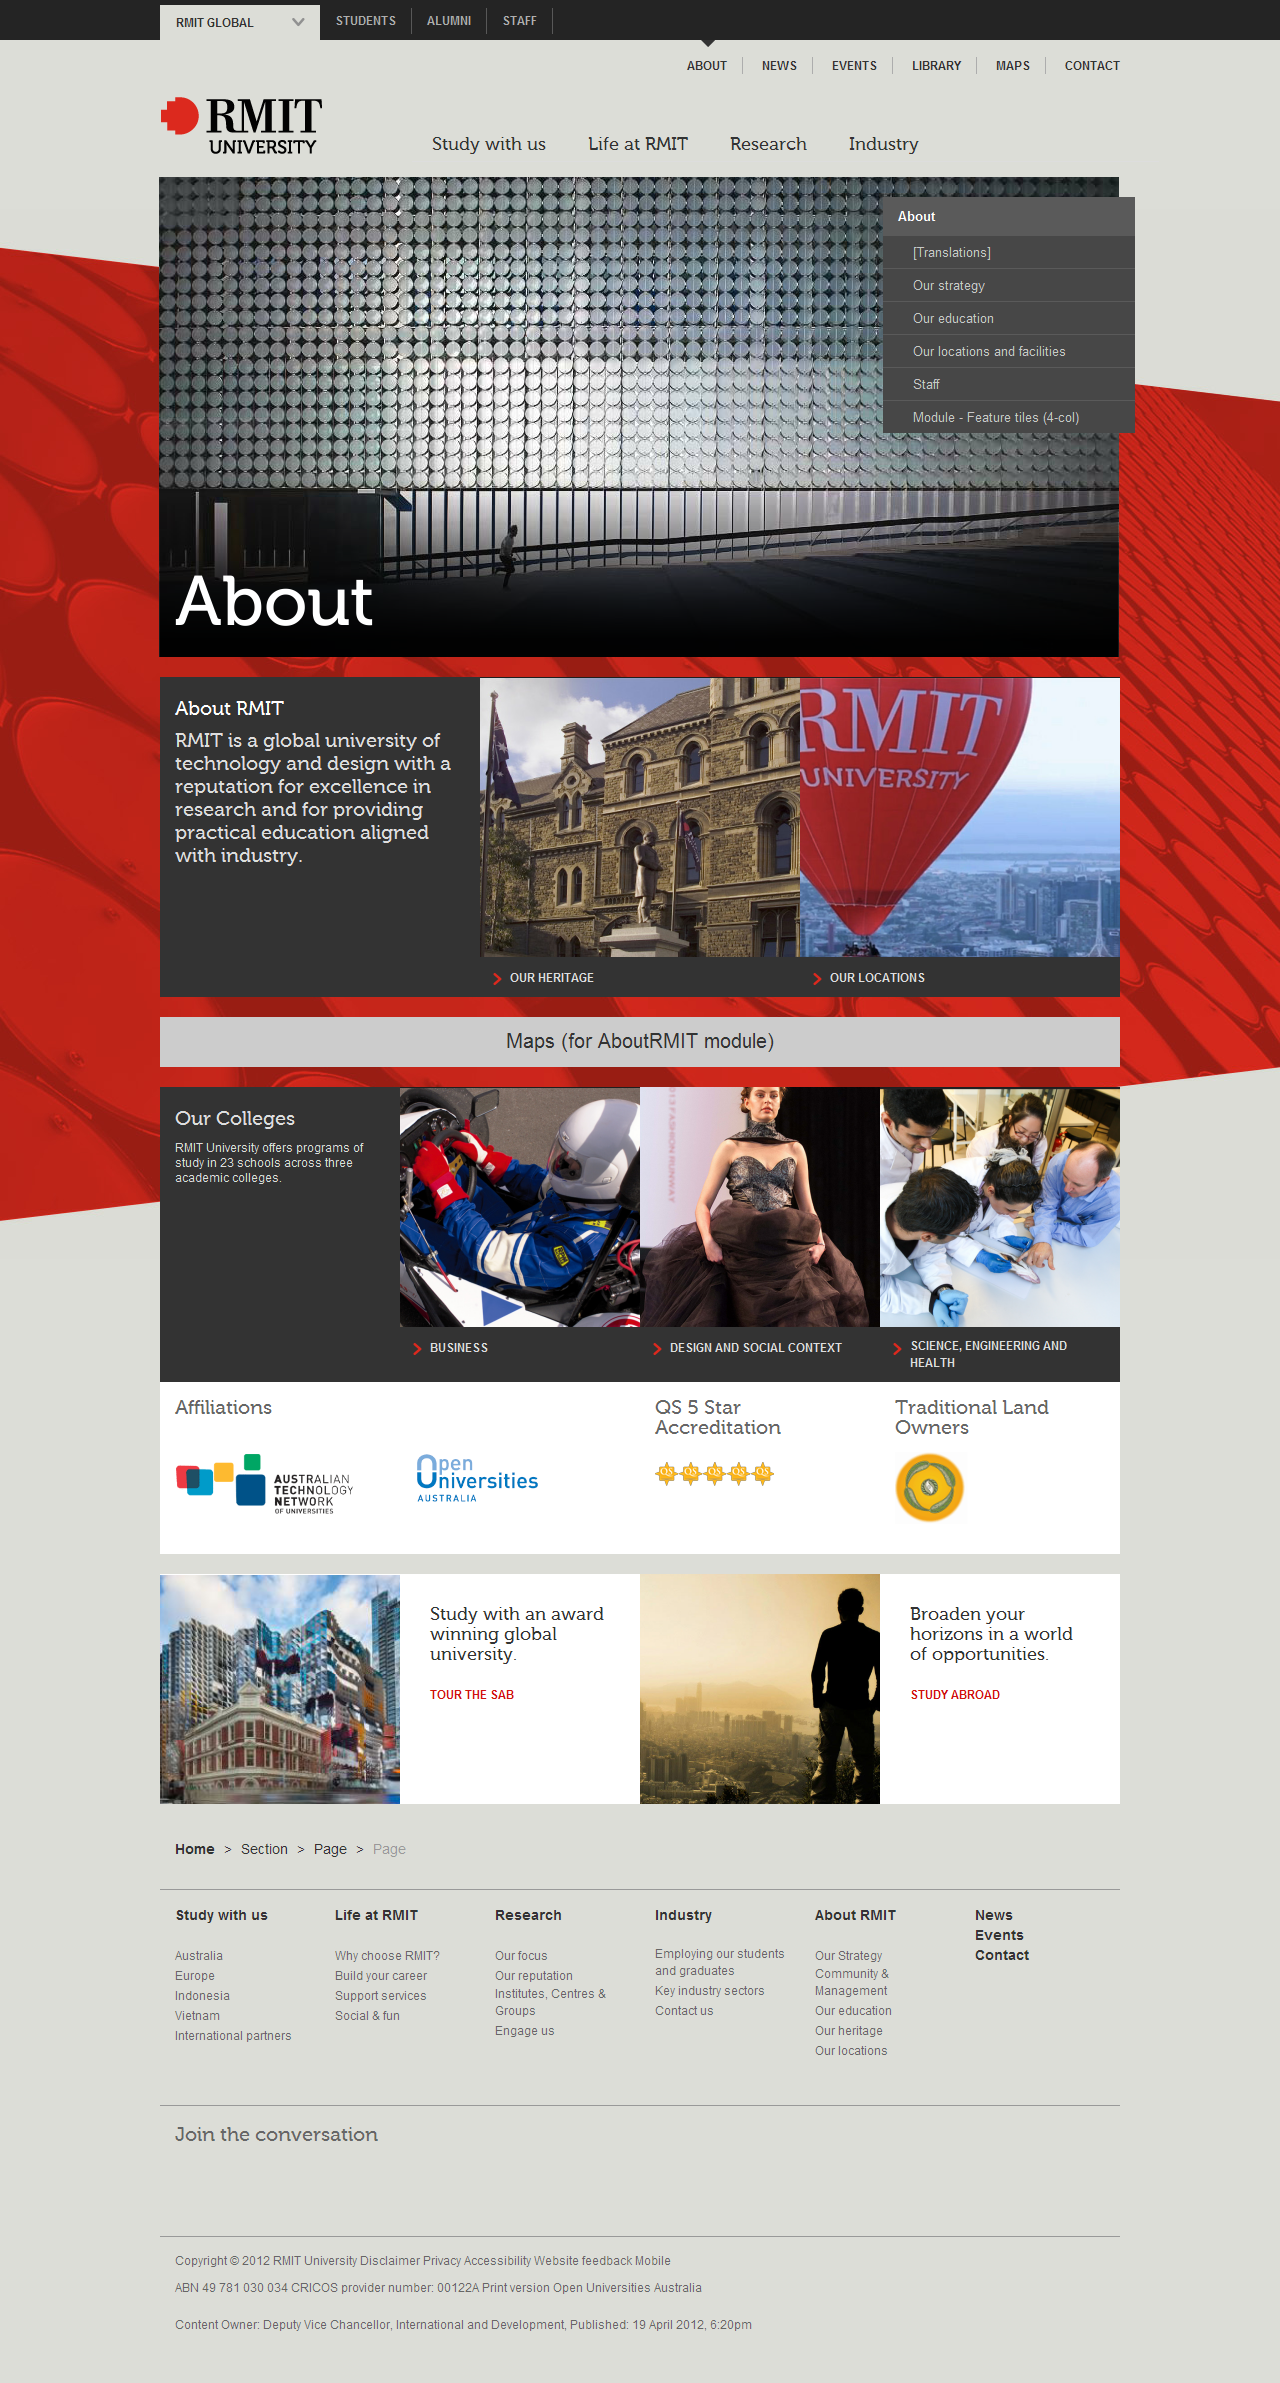 RMIT GLOBAL
STUDENTS
ALUMNI
STAFF
ABOUT
NEWS
EVENTS
LIBRARY
MAPS
CONTACT
RMIT
UNIVERSITY
Study with us
Life at RMIT
Research
Industry
About
[Translations]
Our strategy
Our education
Our locations and facilities
Staff
Module - Feature tiles (4-col)
About
About RMIT
RMIT is a global university of
technology and design with a
reputation for excellence in
research and for providing
practical education aligned
with industry.
RMIT
UNIVERSITY
OUR HERITAGE
OUR LOCATIONS
Maps (for AboutRMIT module)
Our Colleges
RMIT University offers programs of
study in 23 schools across three
academic colleges.
FASHION RUNWAY
BUSINESS
DESIGN AND SOCIAL CONTEXT
SCIENCE, ENGINEERING AND
HEALTH
Affiliations
QS 5 Star
Accreditation
Traditional Land
Owners
AUSTRALIAN
TECHNOLOGY
NETWORK
OF UNIVERSITIES
Open
Universities
AUSTRALIA
QS QS QS QS QS
Study with an award
winning global
university.
TOUR THE SAB
Broaden your
horizons in a world
of opportunities.
STUDY ABROAD
Home > Section > Page > Page
Study with us
Australia
Europe
Indonesia
Vietnam
International partners
Life at RMIT
Why choose RMIT?
Build your career
Support services
Social & fun
Research
Our focus
Our reputation
Institutes, Centres &
Groups
Engage us
Industry
Employing our students
and graduates
Key industry sectors
Contact us
About RMIT
Our Strategy
Community &
Management
Our education
Our heritage
Our locations
News
Events
Contact
Join the conversation
Copyright © 2012 RMIT University Disclaimer Privacy Accessibility Website feedback Mobile
ABN 49 781 030 034 CRICOS provider number: 00122A Print version Open Universities Australia
Content Owner: Deputy Vice Chancellor, International and Development, Published: 19 April 2012, 6:20pm